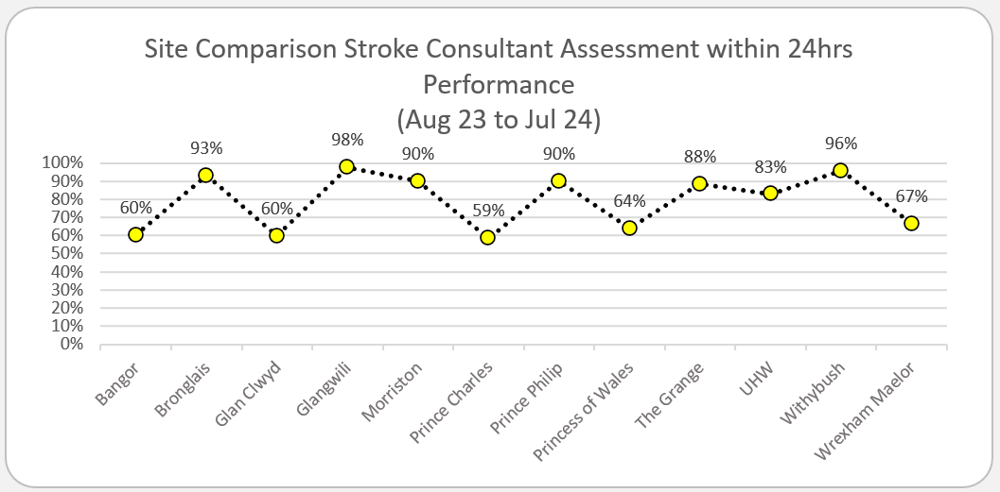 Site Comparison Stroke Consultant Assessment within 24hrs
Performance
(Aug 23 to Jul 24)
100%
90%
80%
70%
60%
50%
40%
30%
20%
10%
0%
60%
93%
60%
98%
90%
59%
90%
64%
88%
83%
96%
67%
Bangor
Bronglais
Glan Clwyd
Glangwili
Morriston
Prince Charles
Prince Philip
Princess of Wales
The Grange
UHW
Withybush
Wrexham Maelor